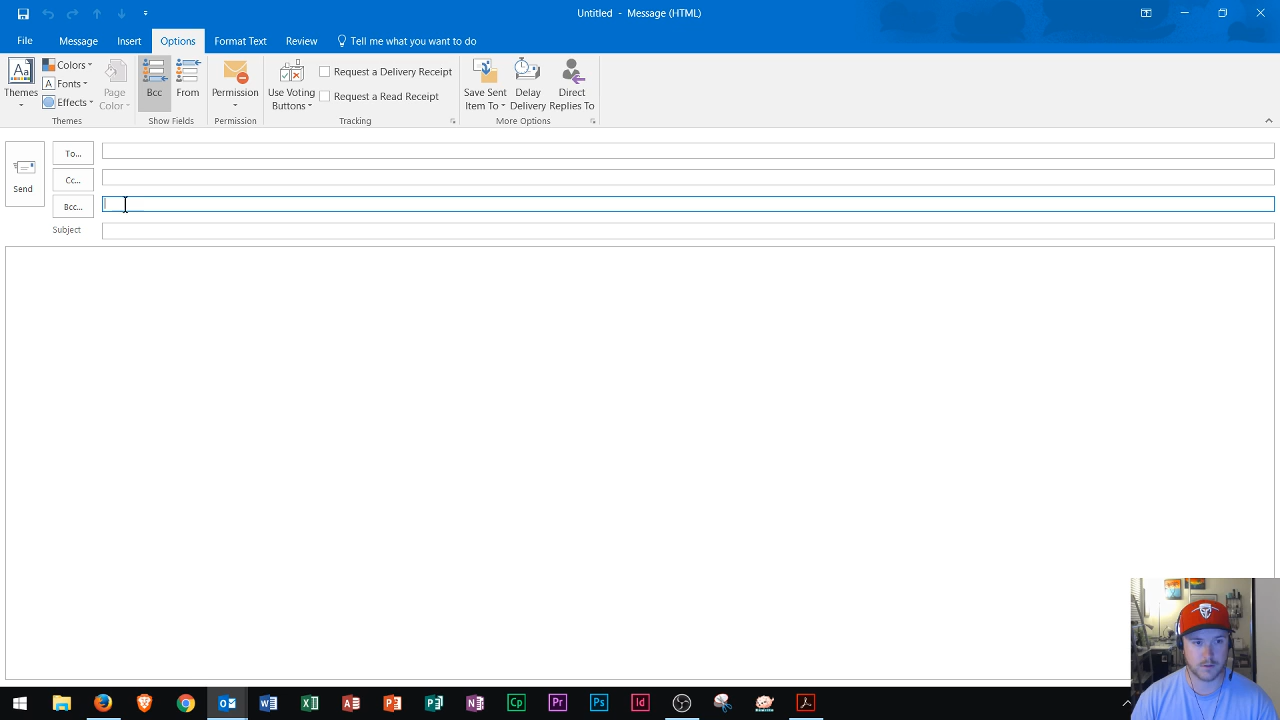 Untitled - Message (HTML)
File Message Insert Options Format Text Review Tell me what you want to do
Themes
Colors
Fonts
Effects
Page
Color
Themes
Bcc
From
Show Fields
Permission
Permission
Use Voting
Buttons
Request a Delivery Receipt
Request a Read Receipt
Tracking
Save Sent
Item To
Delay
Delivery
Direct
Replies To
More Options
Send
To...
Cc...
Bcc...
Subject